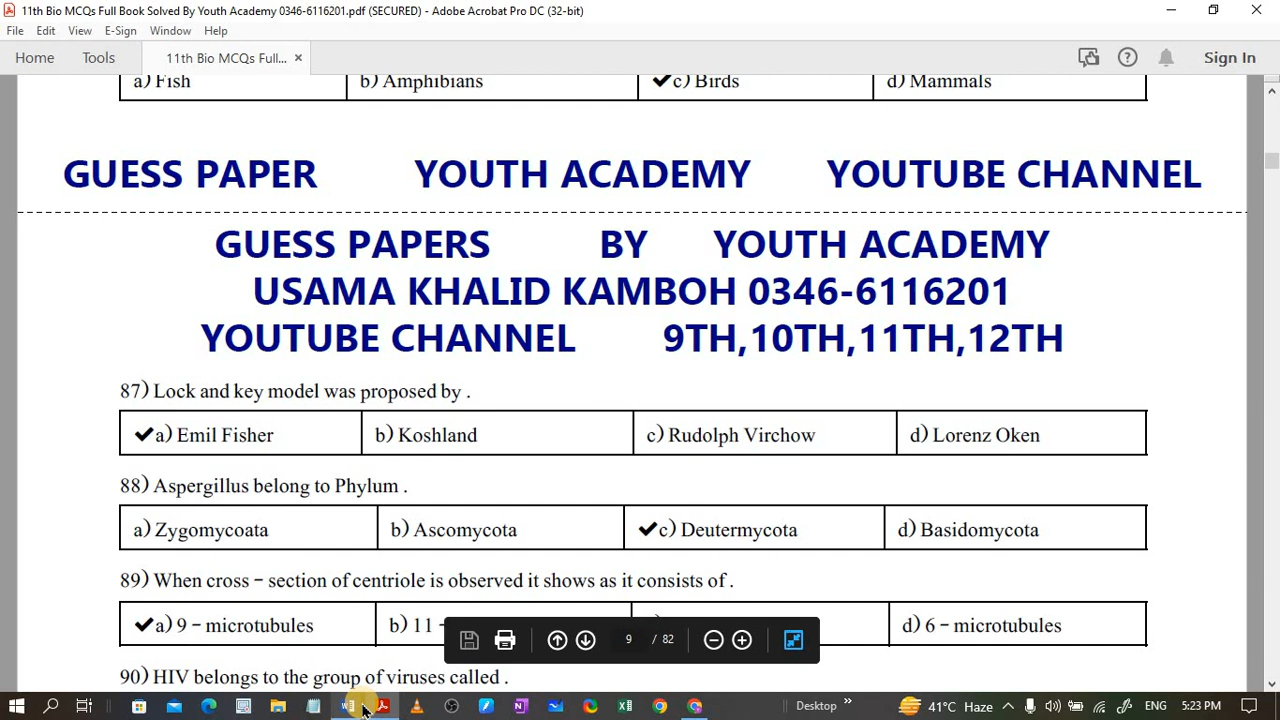 11th Bio MCQs Full Book Solved By Youth Academy 0346-6116201.pdf (SECURED) - Adobe Acrobat Pro DC (32-bit)
File Edit View E-Sign Window Help
Home Tools 11th Bio MCQs Full... × Sign In
a) Fish b) Amphibians ✔c) Birds d) Mammals
GUESS PAPER YOUTH ACADEMY YOUTUBE CHANNEL
GUESS PAPERS BY YOUTH ACADEMY
USAMA KHALID KAMBOH 0346-6116201
YOUTUBE CHANNEL 9TH,10TH,11TH,12TH
87) Lock and key model was proposed by .
✔a) Emil Fisher b) Koshland c) Rudolph Virchow d) Lorenz Oken
88) Aspergillus belong to Phylum .
a) Zygomycoata b) Ascomycota ✔c) Deutermycota d) Basidomycota
89) When cross – section of centriole is observed it shows as it consists of .
✔a) 9 – microtubules b) 11 – d) 6 – microtubules
9 / 82
90) HIV belongs to the group of viruses called .
Desktop » 41°C Haze 5:23 PM